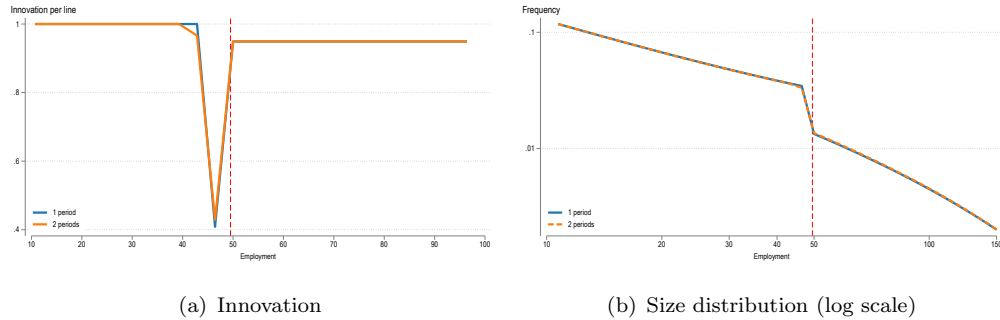 Innovation per line
1
.8
.6
.4
1 period
2 periods
10 20 30 40 50 60 70 80 90 100
Employment
(a) Innovation
Frequency
.1
.01
1 period
2 periods
10 20 30 40 50 100 150
Employment
(b) Size distribution (log scale)